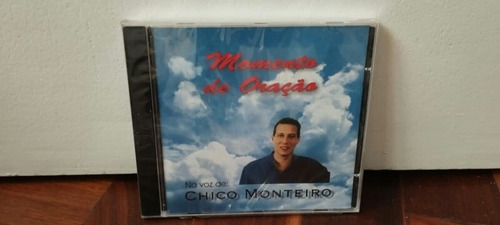 Momento
de Oração
Na voz de:
CHICO MONTEIRO